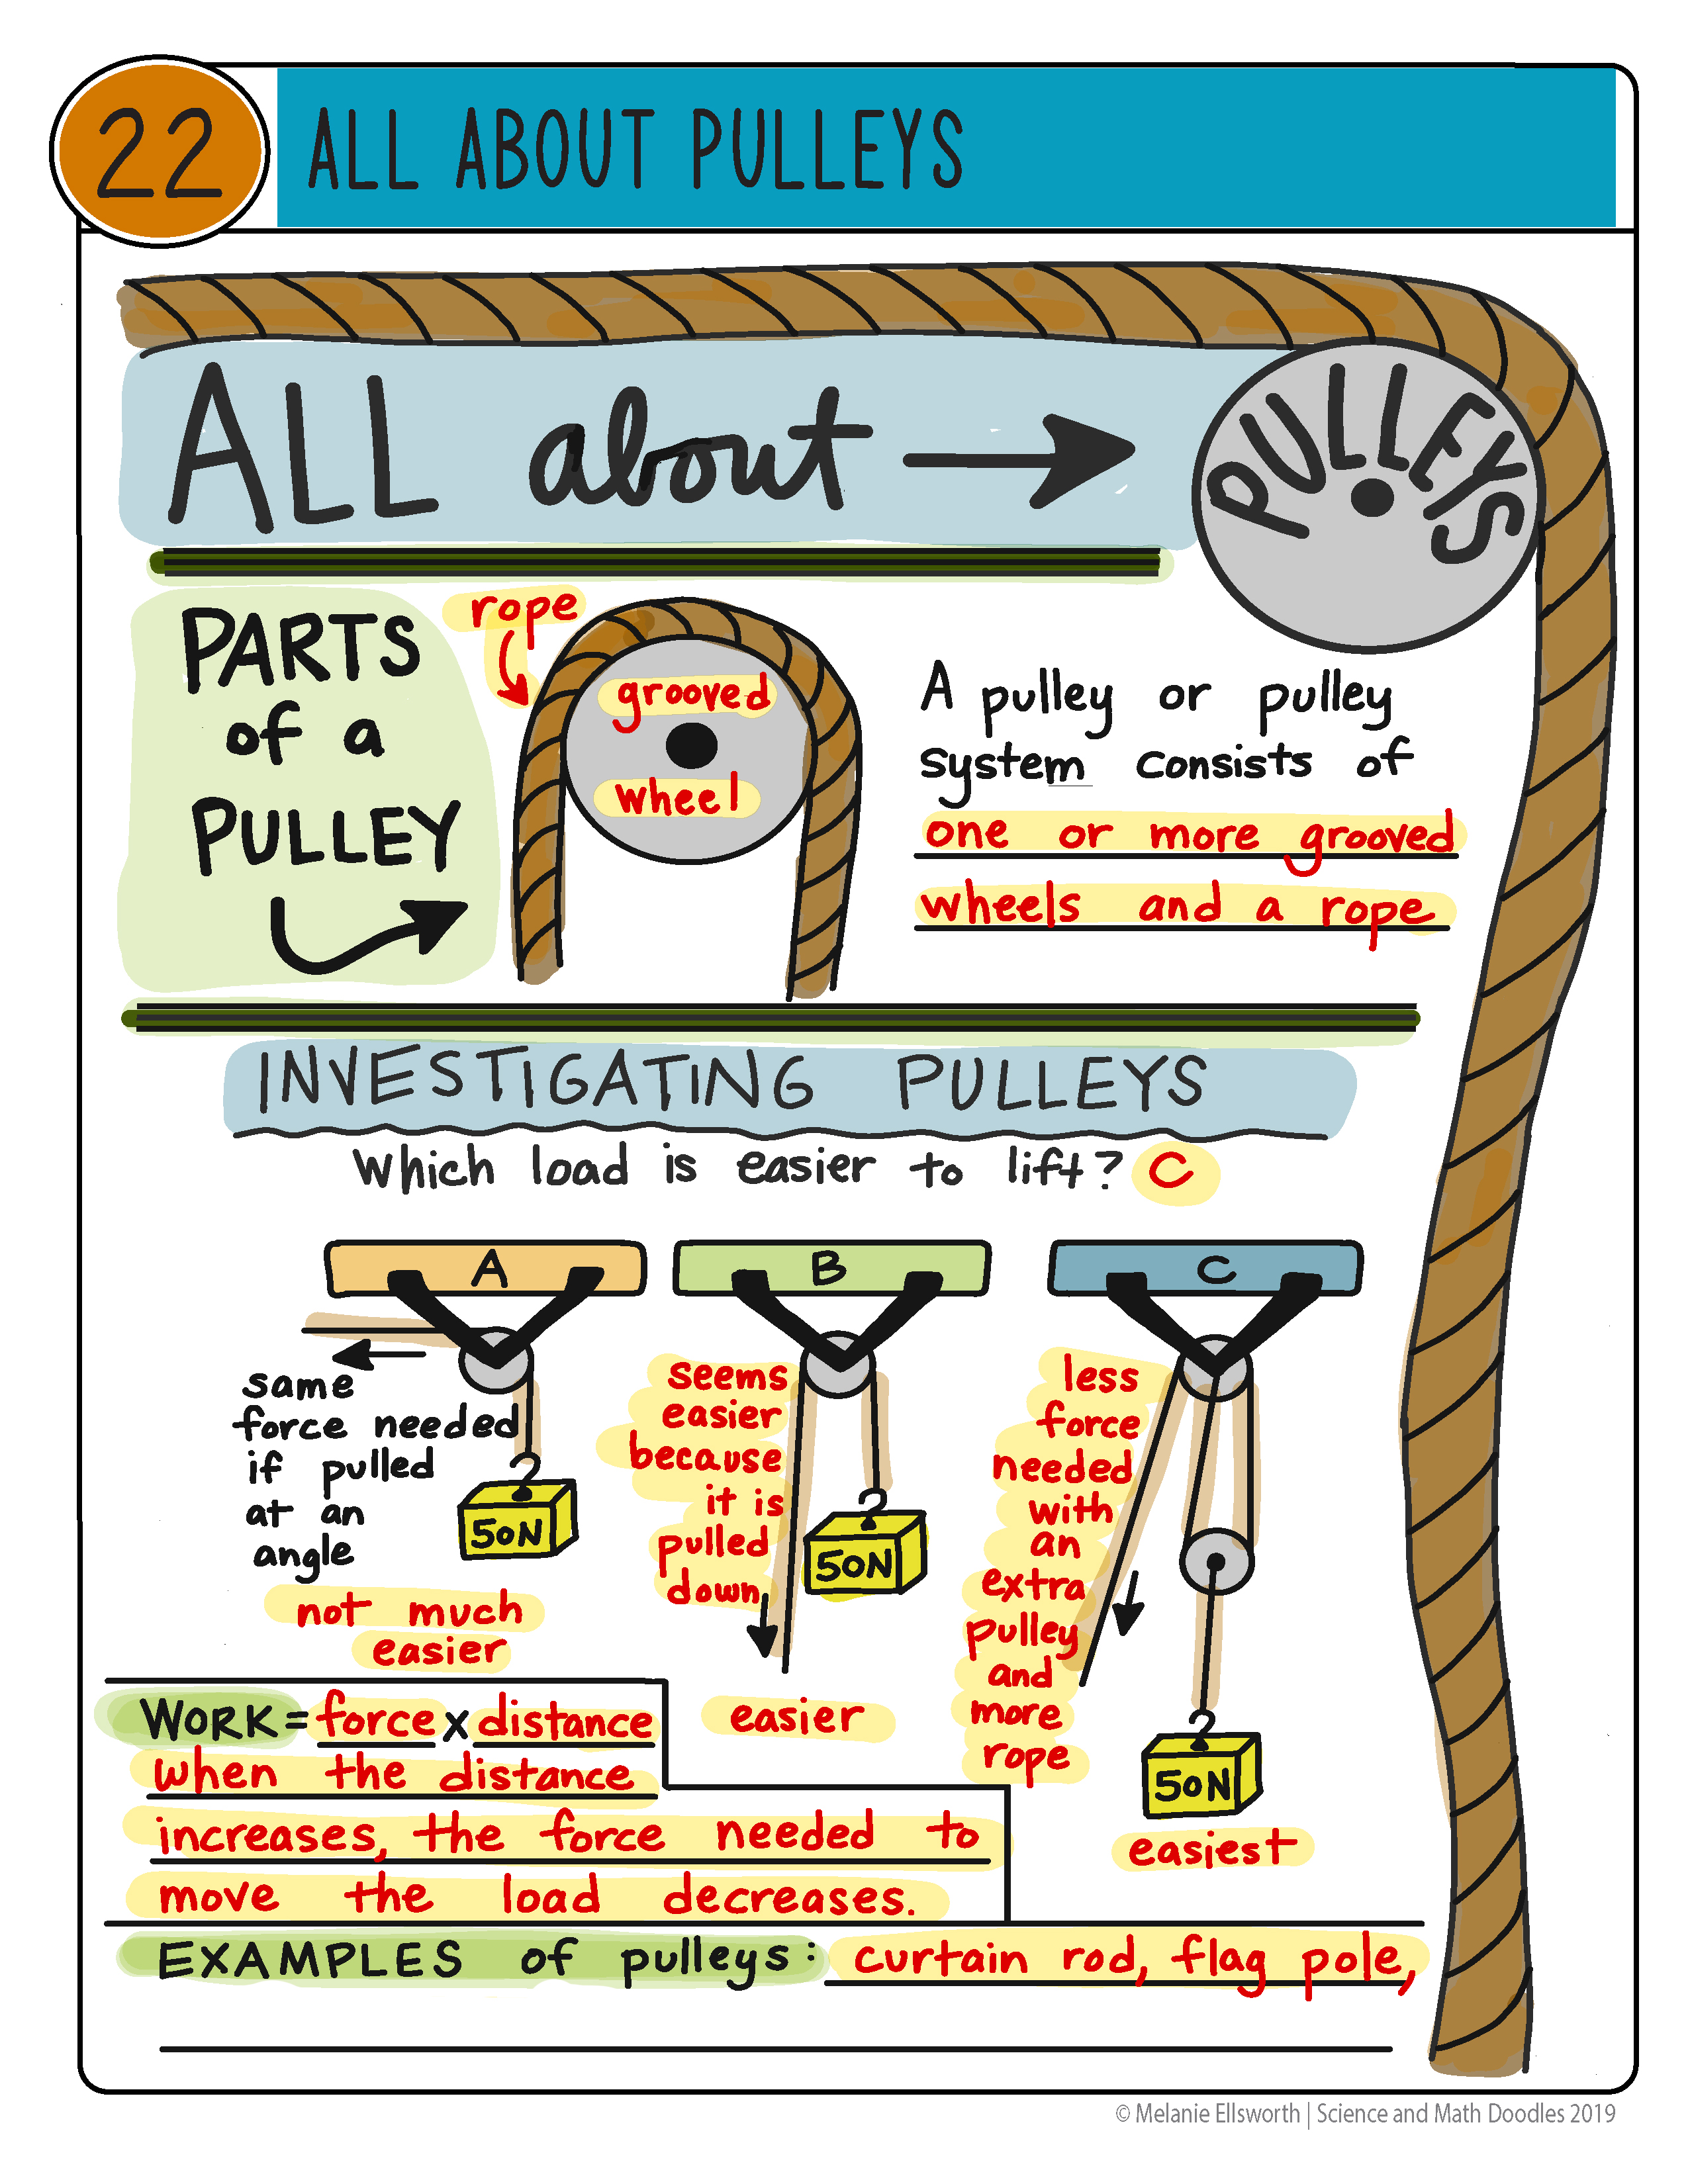 22
ALL ABOUT PULLEYS
ALL about
PULLEYS
PARTS
of a
PULLEY
rope
grooved
wheel
A pulley or pulley
system consists of
one or more grooved
wheels and a rope
INVESTIGATING PULLEYS
Which load is easier to lift? C
A
same
force needed
if pulled
at an
angle
50N
not much
easier
B
seems
easier
because
it is
pulled
down
50N
easier
C
less
force
needed
with
an
extra
pulley
and
more
rope
50N
easiest
WORK = force x distance
when the distance
increases, the force needed to
move the load decreases.
EXAMPLES of pulleys: curtain rod, flag pole,
© Melanie Ellsworth | Science and Math Doodles 2019